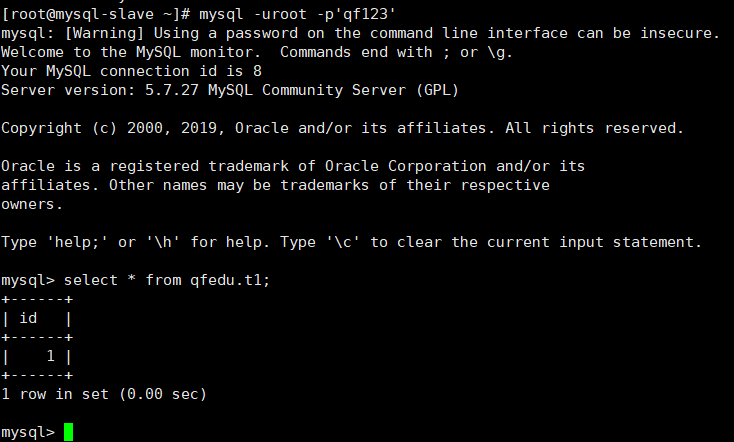 [root@mysql-slave ~]# mysql -uroot -p'qf123'
mysql: [Warning] Using a password on the command line interface can be insecure.
Welcome to the MySQL monitor.  Commands end with ; or \g.
Your MySQL connection id is 8
Server version: 5.7.27 MySQL Community Server (GPL)

Copyright (c) 2000, 2019, Oracle and/or its affiliates. All rights reserved.

Oracle is a registered trademark of Oracle Corporation and/or its
affiliates. Other names may be trademarks of their respective
owners.

Type 'help;' or '\h' for help. Type '\c' to clear the current input statement.

mysql> select * from qfedu.t1;
+------+
| id   |
+------+
|    1 |
+------+
1 row in set (0.00 sec)

mysql>